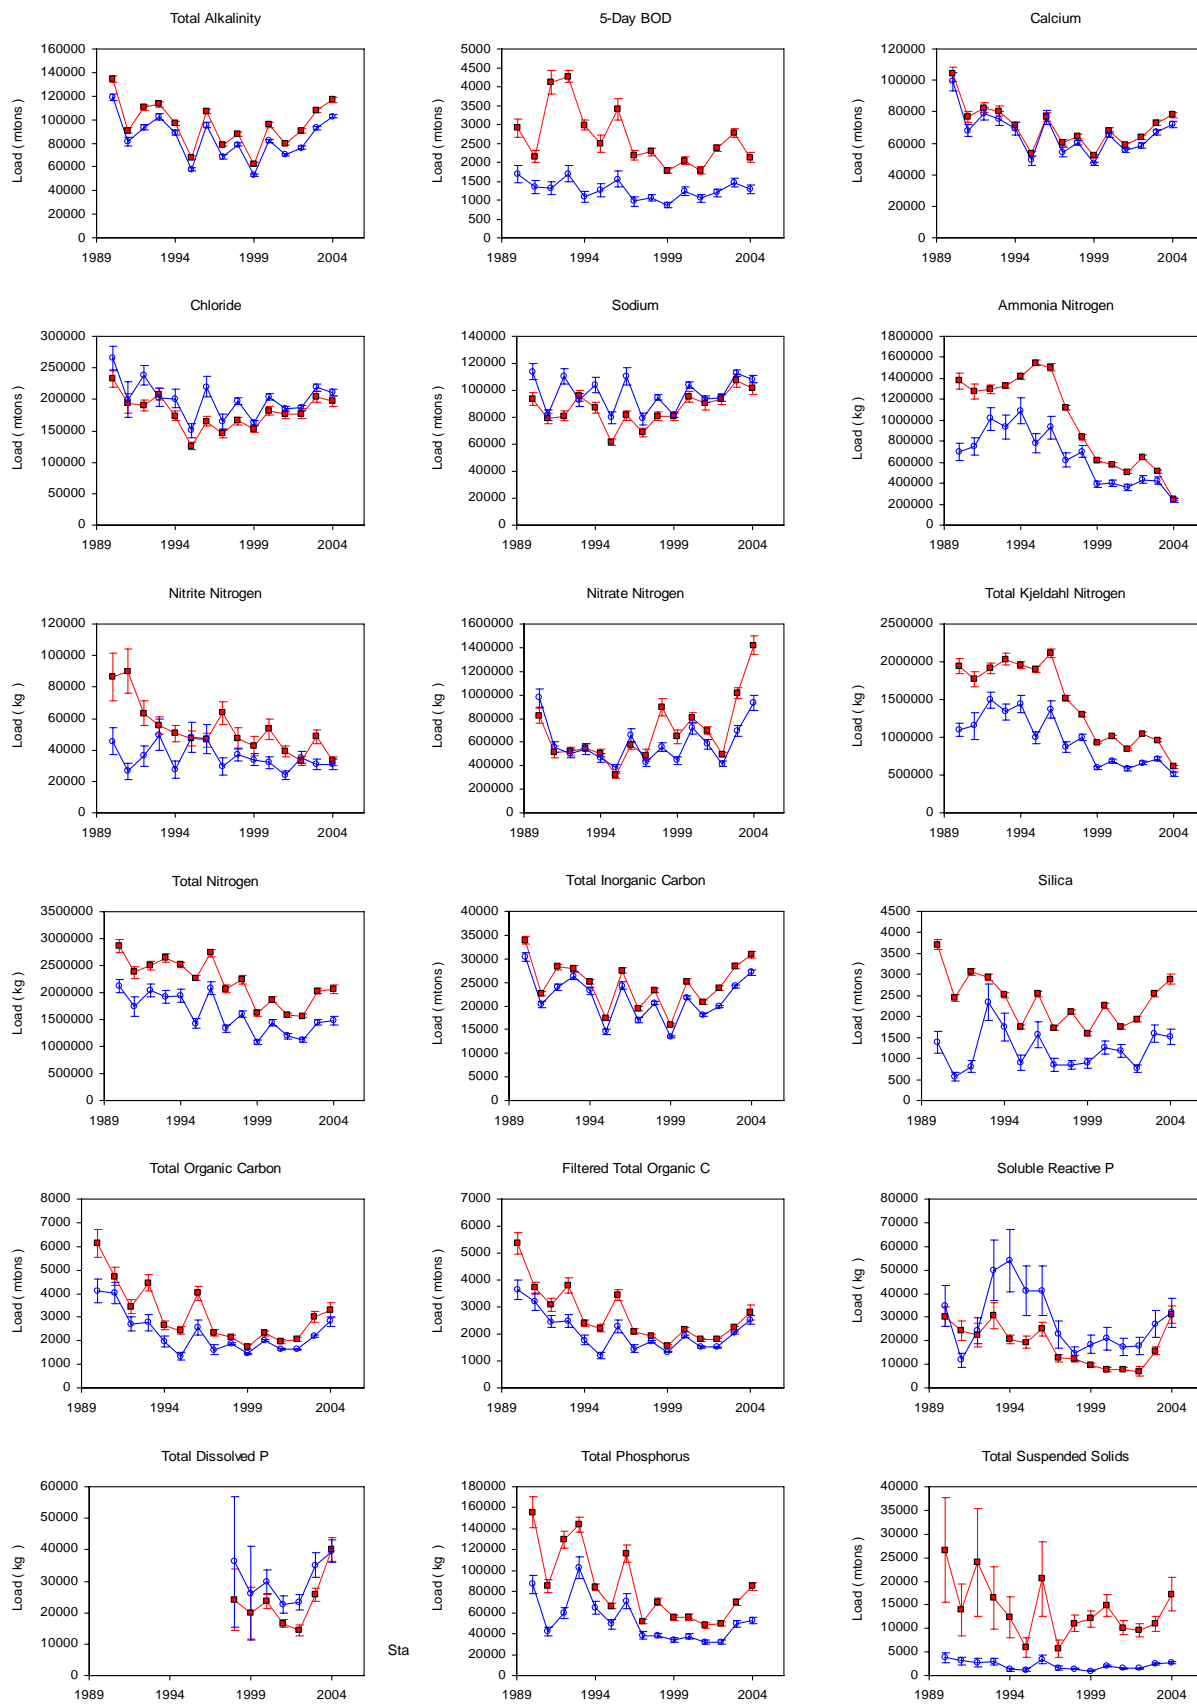 Total Alkalinity
5-Day BOD
Calcium
Load ( mtons)
160000
140000
120000
100000
80000
60000
40000
20000
0
1989 1994 1999 2004
Load ( mtons)
5000
4500
4000
3500
3000
2500
2000
1500
1000
500
0
1989 1994 1999 2004
Load ( mtons)
120000
100000
80000
60000
40000
20000
0
1989 1994 1999 2004
Chloride
Sodium
Ammonia Nitrogen
Load ( mtons)
300000
250000
200000
150000
100000
50000
0
1989 1994 1999 2004
Load ( mtons)
140000
120000
100000
80000
60000
40000
20000
0
1989 1994 1999 2004
Load ( kg)
1800000
1600000
1400000
1200000
1000000
800000
600000
400000
200000
0
1989 1994 1999 2004
Nitrite Nitrogen
Nitrate Nitrogen
Total Kjeldahl Nitrogen
Load ( kg)
120000
100000
80000
60000
40000
20000
0
1989 1994 1999 2004
Load ( kg)
1600000
1400000
1200000
1000000
800000
600000
400000
200000
0
1989 1994 1999 2004
Load ( kg)
2500000
2000000
1500000
1000000
500000
0
1989 1994 1999 2004
Total Nitrogen
Total Inorganic Carbon
Silica
Load ( kg)
3500000
3000000
2500000
2000000
1500000
1000000
500000
0
1989 1994 1999 2004
Load ( mtons)
40000
35000
30000
25000
20000
15000
10000
5000
0
1989 1994 1999 2004
Load ( mtons)
4500
4000
3500
3000
2500
2000
1500
1000
500
0
1989 1994 1999 2004
Total Organic Carbon
Filtered Total Organic C
Soluble Reactive P
Load ( mtons)
8000
7000
6000
5000
4000
3000
2000
1000
0
1989 1994 1999 2004
Load ( mtons)
7000
6000
5000
4000
3000
2000
1000
0
1989 1994 1999 2004
Load ( kg)
80000
70000
60000
50000
40000
30000
20000
10000
0
1989 1994 1999 2004
Total Dissolved P
Total Phosphorus
Total Suspended Solids
Load ( kg)
60000
50000
40000
30000
20000
10000
0
1989 1994 1999 2004
Sta
Load ( kg)
180000
160000
140000
120000
100000
80000
60000
40000
20000
0
1989 1994 1999 2004
Load ( mtons)
40000
35000
30000
25000
20000
15000
10000
5000
0
1989 1994 1999 2004